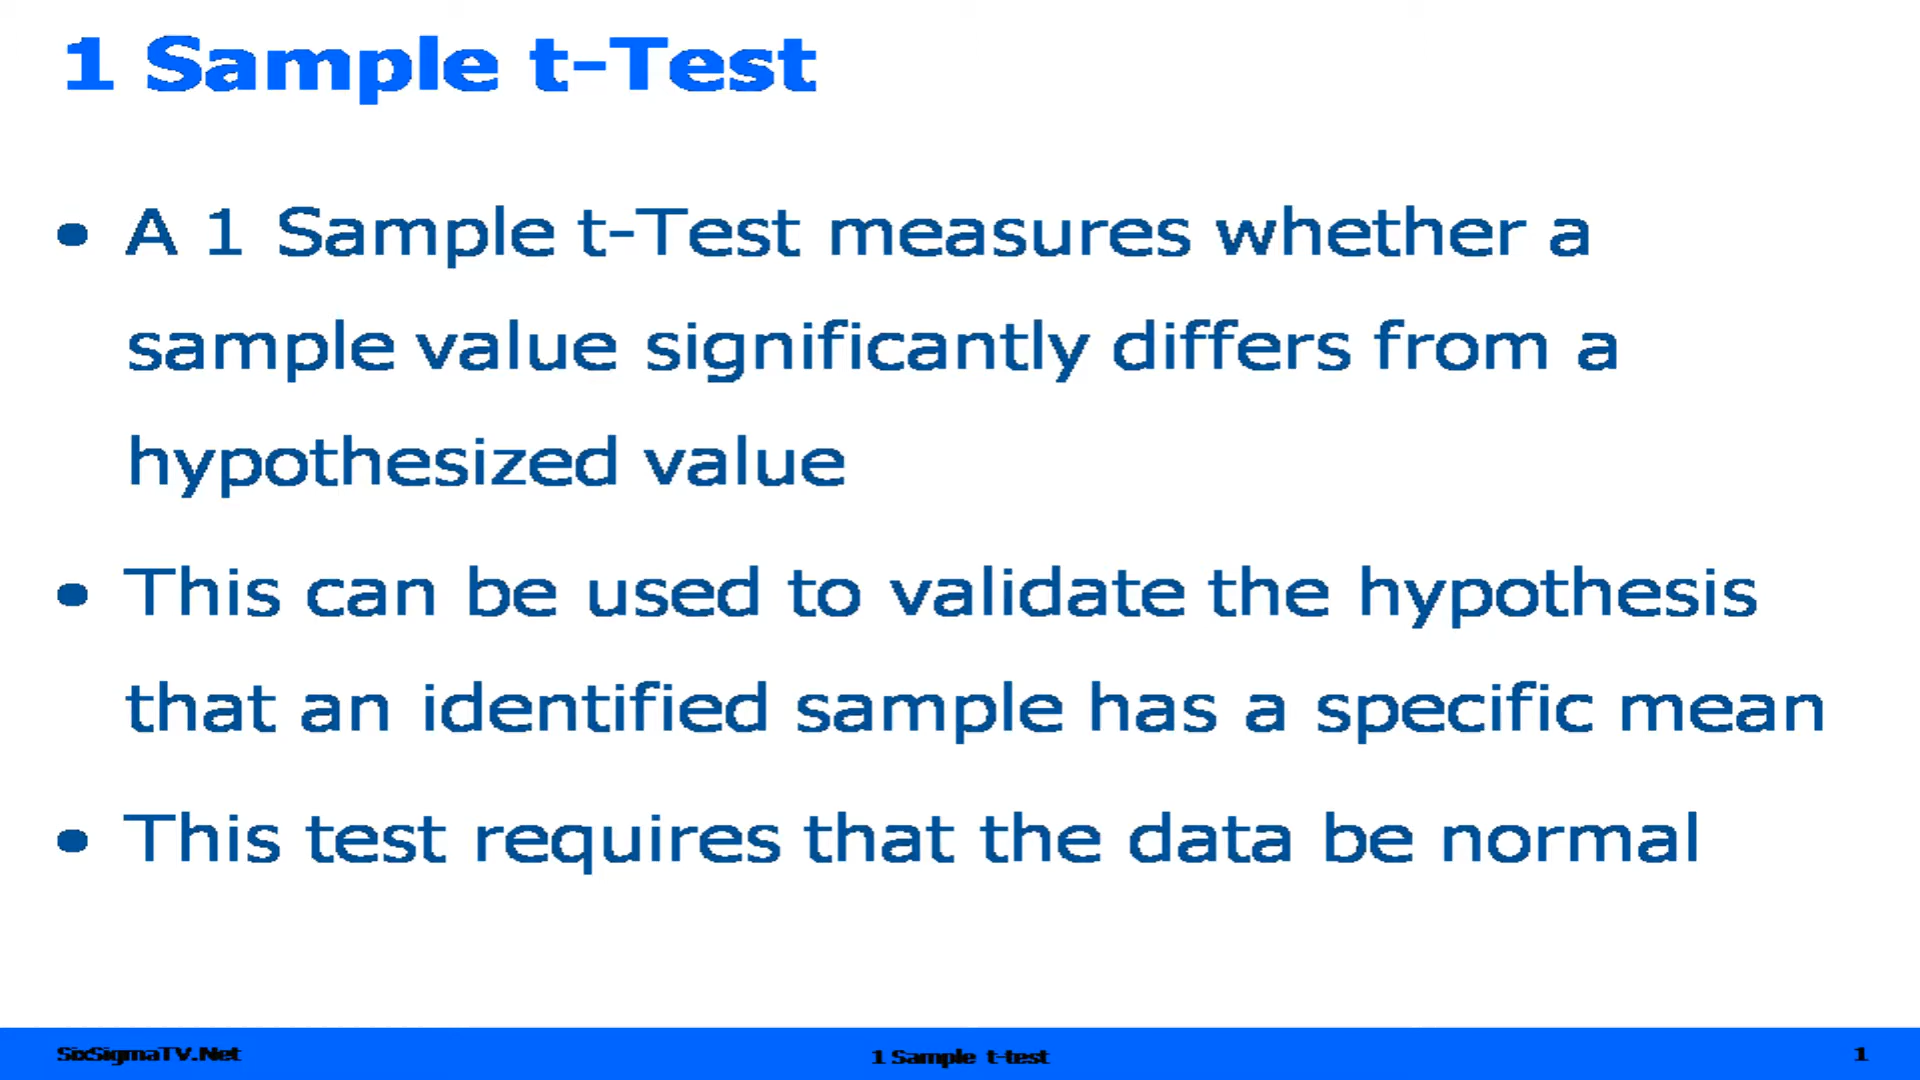 1 Sample t-Test
• A 1 Sample t-Test measures whether a
sample value significantly differs from a
hypothesized value
• This can be used to validate the hypothesis
that an identified sample has a specific mean
• This test requires that the data be normal
SixSigmaTV.Net
1 Sample t-test
1